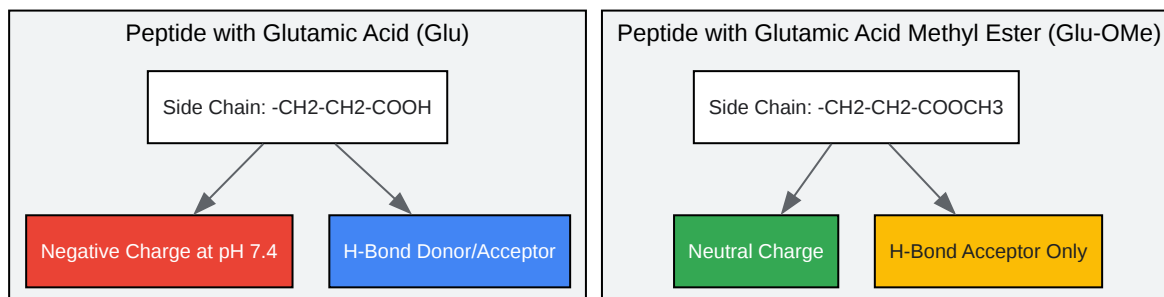 Peptide with Glutamic Acid (Glu)
Side Chain: -CH2-CH2-COOH
Negative Charge at pH 7.4
H-Bond Donor/Acceptor
Peptide with Glutamic Acid Methyl Ester (Glu-OMe)
Side Chain: -CH2-CH2-COOCH3
Neutral Charge
H-Bond Acceptor Only